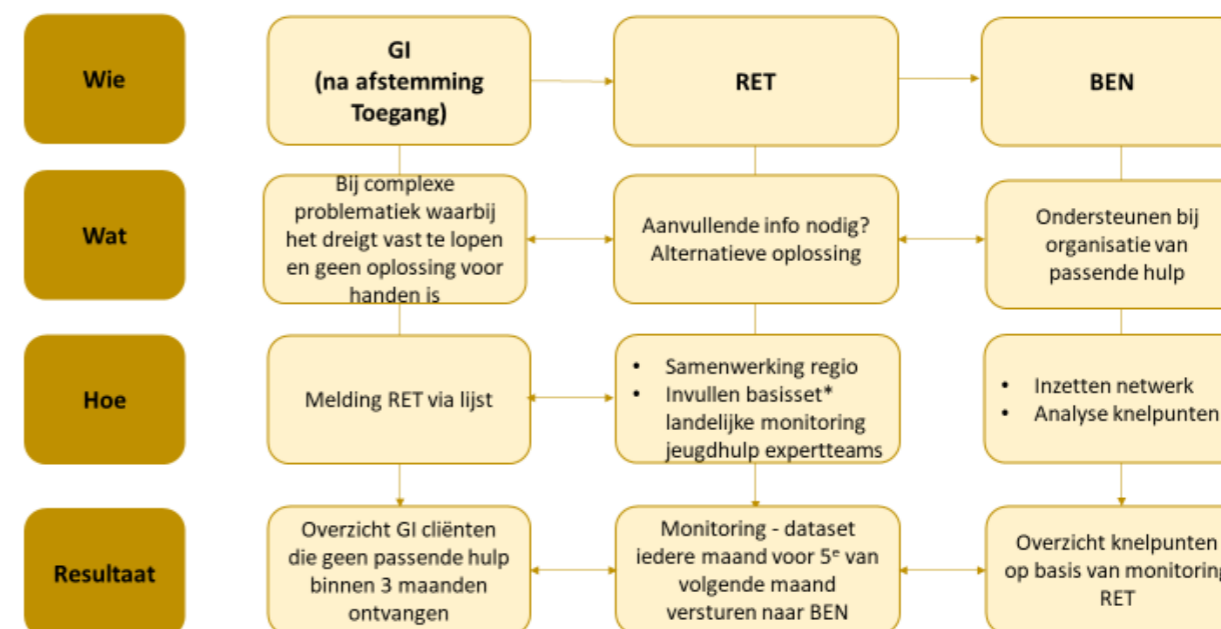 Wie
GI
(na afstemming
Toegang)
RET
BEN
Wat
Bij complexe
problematiek waarbij
het dreigt vast te lopen
en geen oplossing voor
handen is
Aanvullende info nodig?
Alternatieve oplossing
Ondersteunen bij
organisatie van
passende hulp
Hoe
Melding RET via lijst
• Samenwerking regio
• Invullen basisset*
landelijke monitoring
jeugdhulp expertteams
• Inzetten netwerk
• Analyse knelpunten
Resultaat
Overzicht GI cliënten
die geen passende hulp
binnen 3 maanden
ontvangen
Monitoring - dataset
iedere maand voor 5ᵉ van
volgende maand
versturen naar BEN
Overzicht knelpunten
op basis van monitoring
RET